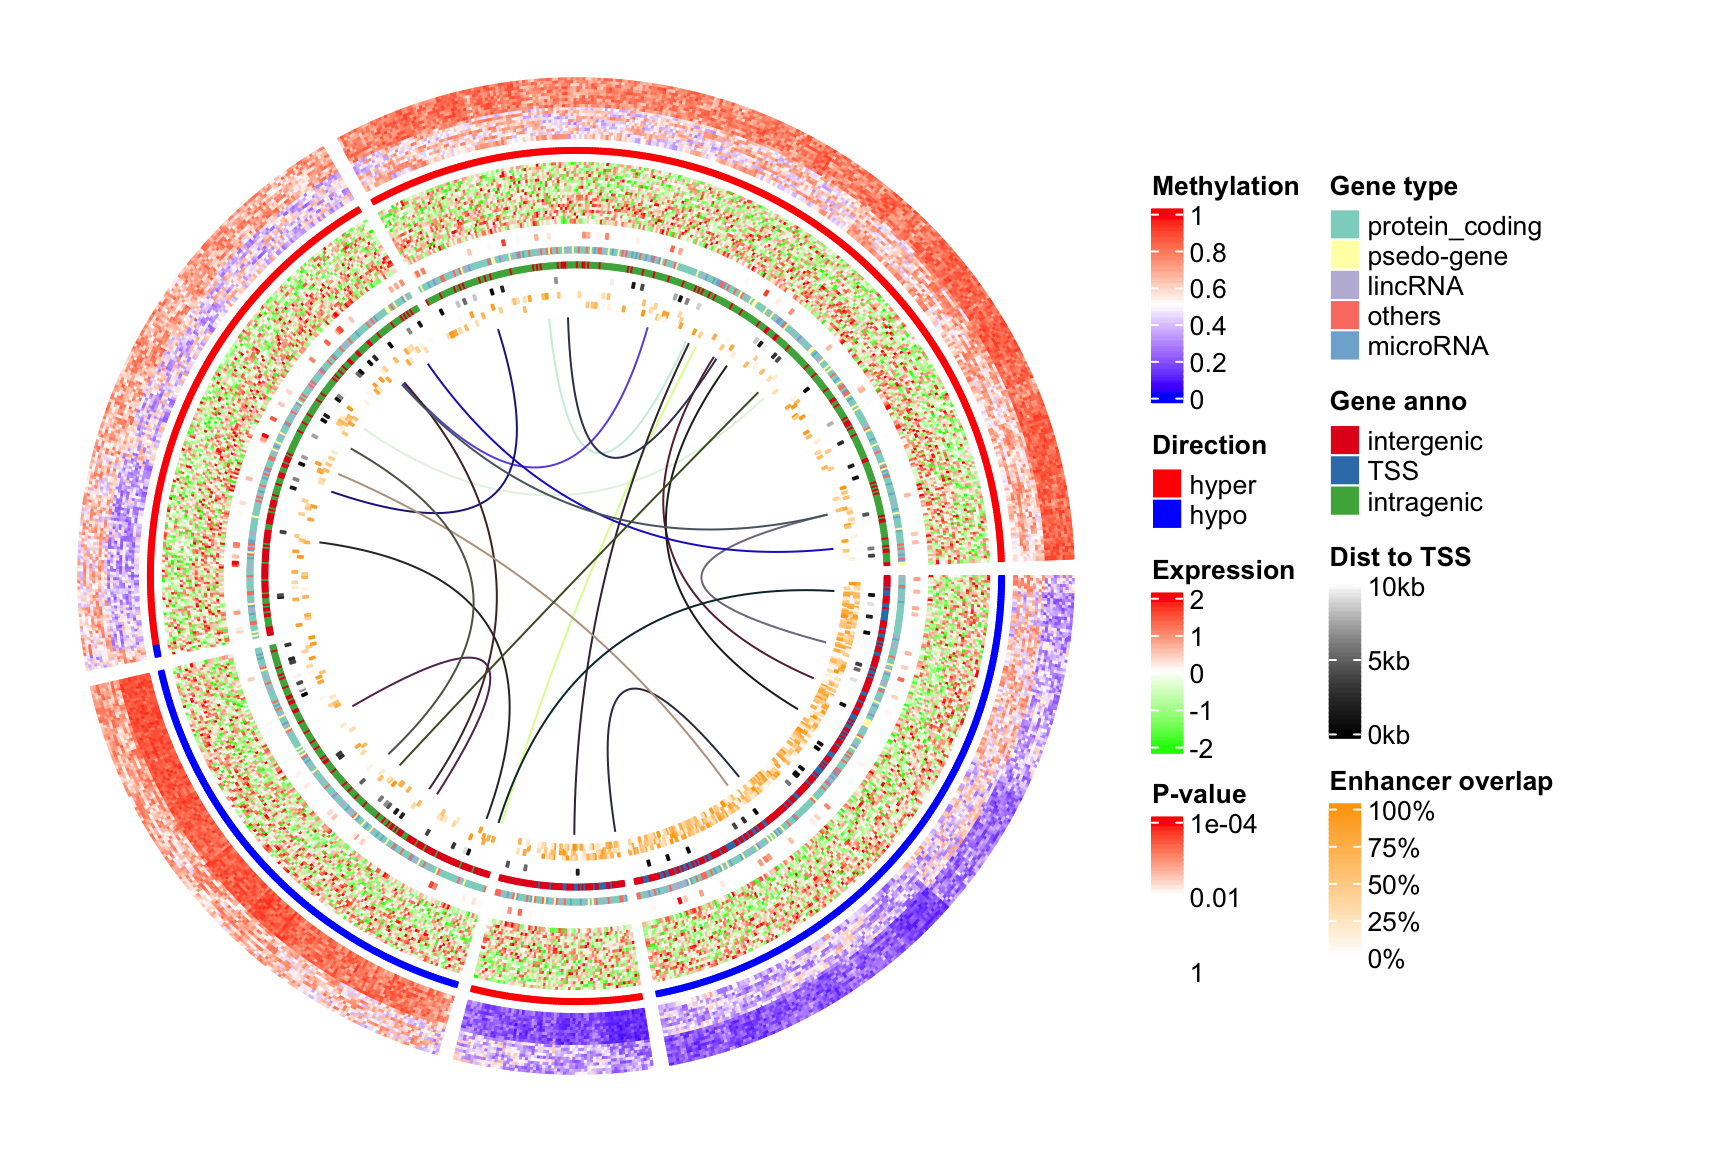 Methylation
1
0.8
0.6
0.4
0.2
0
Direction
hyper
hypo
Expression
2
1
0
-1
-2
P-value
1e-04
0.01
1
Gene type
protein_coding
psedo-gene
lincRNA
others
microRNA
Gene anno
intergenic
TSS
intragenic
Dist to TSS
10kb
5kb
0kb
Enhancer overlap
100%
75%
50%
25%
0%